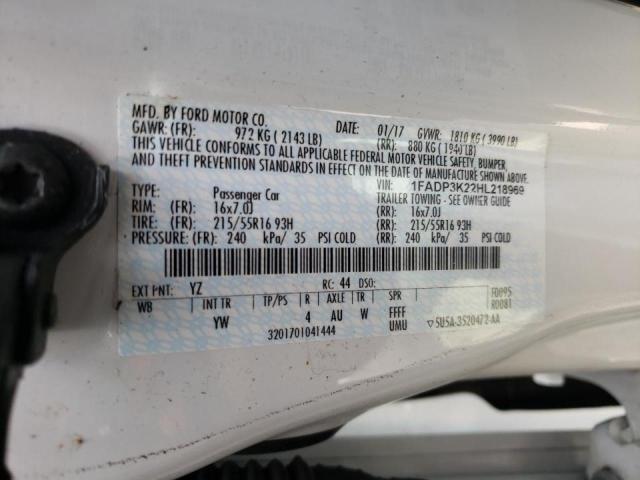 MFD. BY FORD MOTOR CO. DATE: 01/17 GVWR: 1810 KG ( 3990 LB)
GAWR: (FR): 972 KG ( 2143 LB) (RR): 880 KG ( 1940 LB)
THIS VEHICLE CONFORMS TO ALL APPLICABLE FEDERAL MOTOR VEHICLE SAFETY, BUMPER,
AND THEFT PREVENTION STANDARDS IN EFFECT ON THE DATE OF MANUFACTURE SHOWN ABOVE.
VIN: 1FADP3K22HL218969
TYPE: Passenger Car TRAILER TOWING - SEE OWNER GUIDE
RIM: (FR): 16x7.0J (RR): 16x7.0J
TIRE: (FR): 215/55R16 93H (RR): 215/55R16 93H
PRESSURE: (FR): 240 kPa/ 35 PSI COLD (RR): 240 kPa/ 35 PSI COLD
EXT PNT: YZ RC: 44 DSO: F0095
WB INT TR TP/PS R AXLE TR SPR R0081
YW 4 AU W FFFF
3201701041444 UMU ▽5U5A-3520472-AA